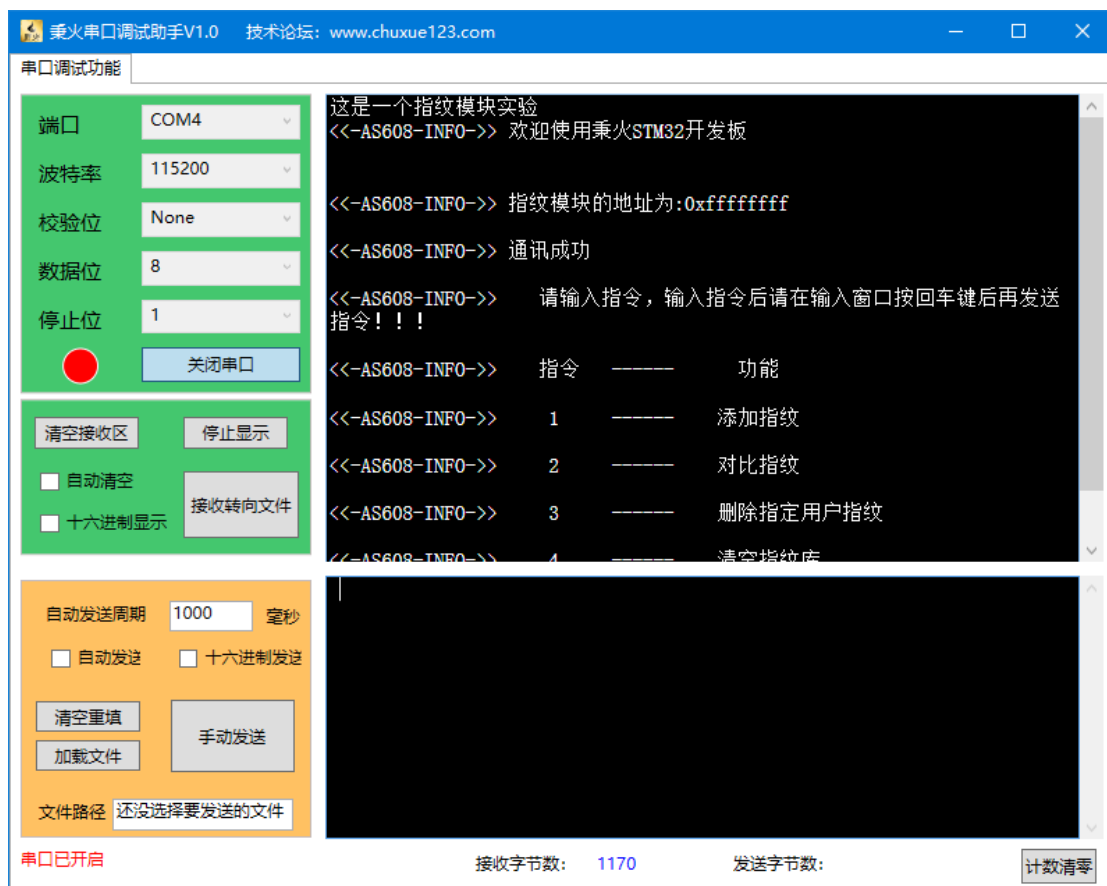 秉火串口调试助手V1.0 技术论坛：www.chuxue123.com
串口调试功能
端口 COM4
波特率 115200
校验位 None
数据位 8
停止位 1
关闭串口
清空接收区 停止显示
自动清空
接收转向文件
十六进制显示
这是一个指纹模块实验
<<-AS608-INFO->> 欢迎使用秉火STM32开发板
<<-AS608-INFO->> 指纹模块的地址为:0xffffffff
<<-AS608-INFO->> 通讯成功
<<-AS608-INFO->> 请输入指令，输入指令后请在输入窗口按回车键后再发送
指令！！！
<<-AS608-INFO->> 指令 ------ 功能
<<-AS608-INFO->> 1 ------ 添加指纹
<<-AS608-INFO->> 2 ------ 对比指纹
<<-AS608-INFO->> 3 ------ 删除指定用户指纹
<<-AS608-INFO->> 4 ------ 清空指纹库
自动发送周期 1000 毫秒
自动发送 十六进制发送
清空重填
手动发送
加载文件
文件路径 还没选择要发送的文件
串口已开启 接收字节数： 1170 发送字节数： 计数清零